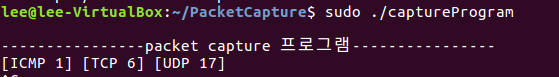 lee@lee-VirtualBox:~/PacketCapture$ sudo ./captureProgram
----------------packet capture 프로그램----------------
[ICMP 1] [TCP 6] [UDP 17]